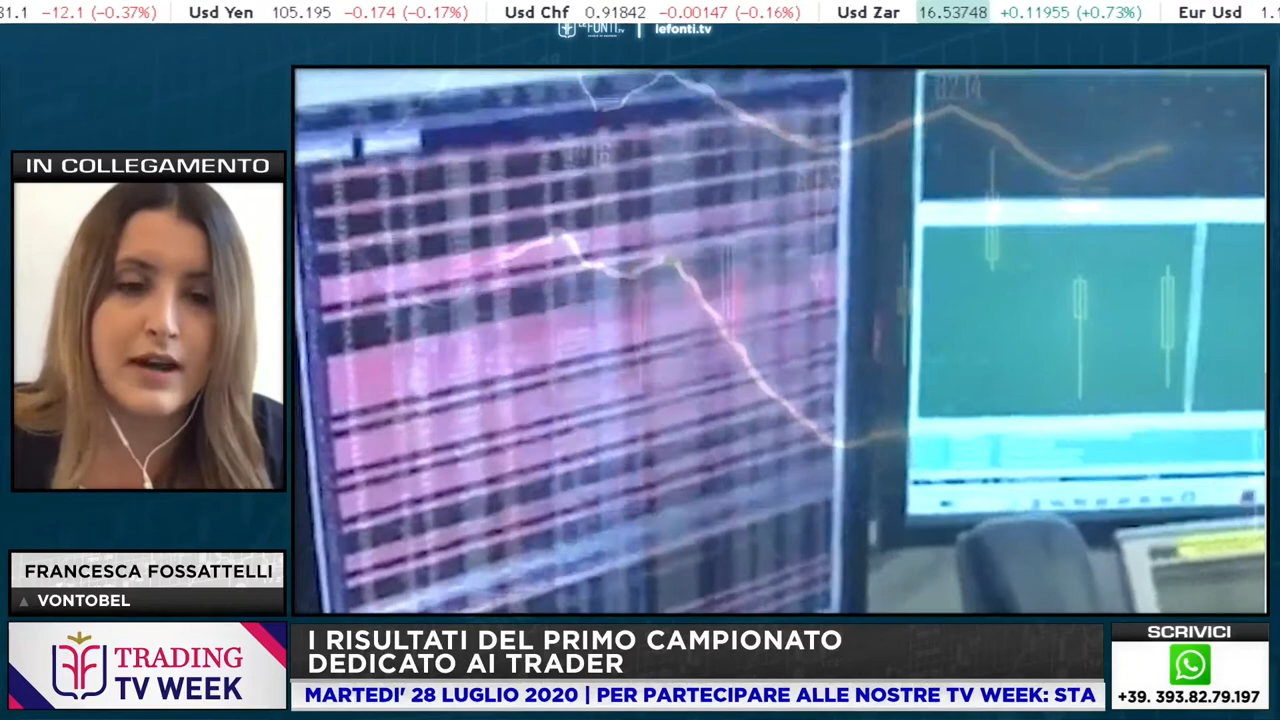 31.1 -12.1 (-0.37%) Usd Yen 105.195 -0.174 (-0.17%) Usd Chf 0.91842 -0.00147 (-0.16%) Usd Zar 16.53748 +0.11955 (+0.73%) Eur Usd
LE FONTI.TV | lefonti.tv
IN COLLEGAMENTO
FRANCESCA FOSSATTELLI
VONTOBEL
TRADING
TV WEEK
I RISULTATI DEL PRIMO CAMPIONATO
DEDICATO AI TRADER
MARTEDI' 28 LUGLIO 2020 | PER PARTECIPARE ALLE NOSTRE TV WEEK: STA
SCRIVICI
+39. 393.82.79.197